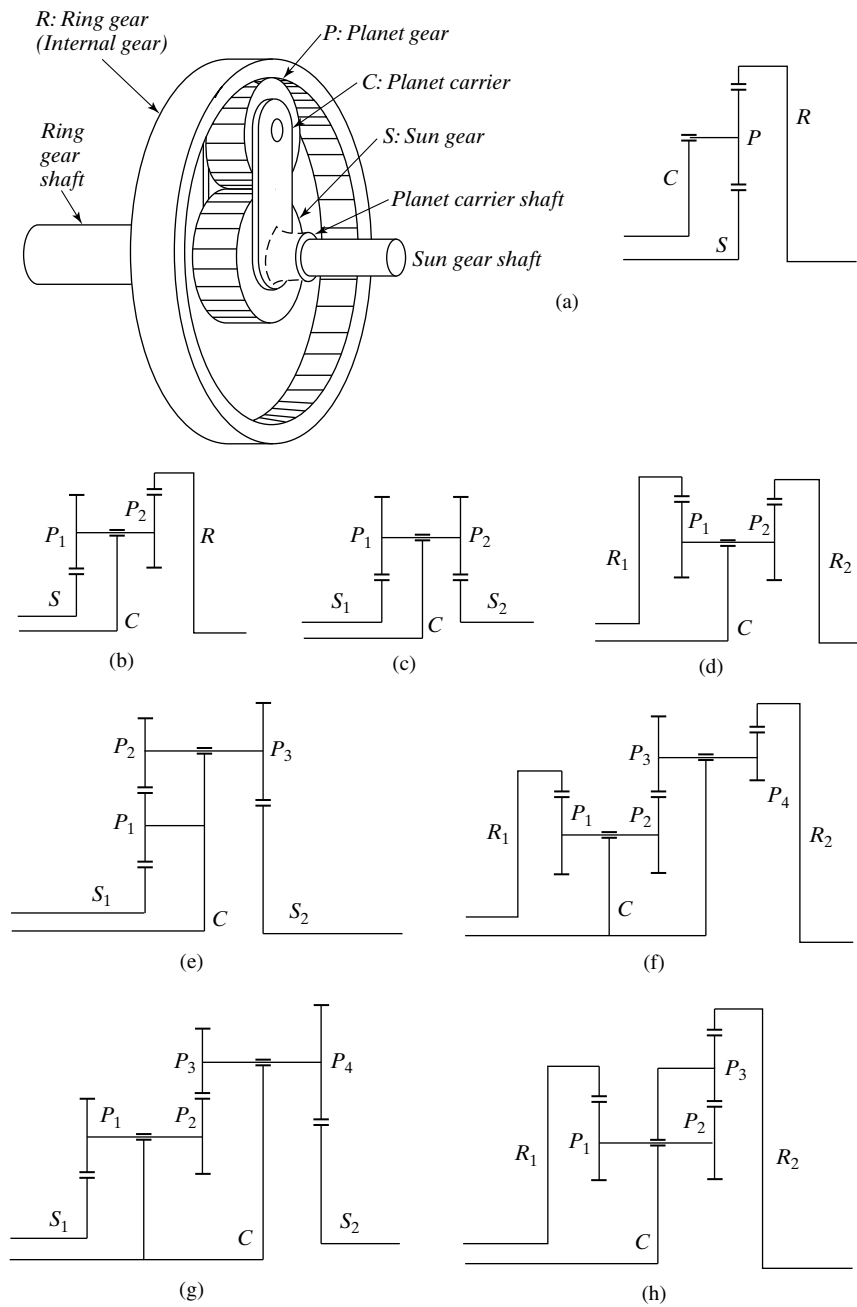 R: Ring gear
(Internal gear)
P: Planet gear
C: Planet carrier
S: Sun gear
Ring
gear
shaft
Planet carrier shaft
Sun gear shaft
R
P
C
S
(a)
P1
P2
R
S
C
(b)
P1
P2
S1
S2
C
(c)
P1
P2
R1
R2
C
(d)
P2
P3
P1
S1
C
S2
(e)
P3
P1
P2
P4
R1
R2
C
(f)
P3
P4
P1
P2
S1
C
S2
(g)
P3
P2
P1
R1
R2
C
(h)